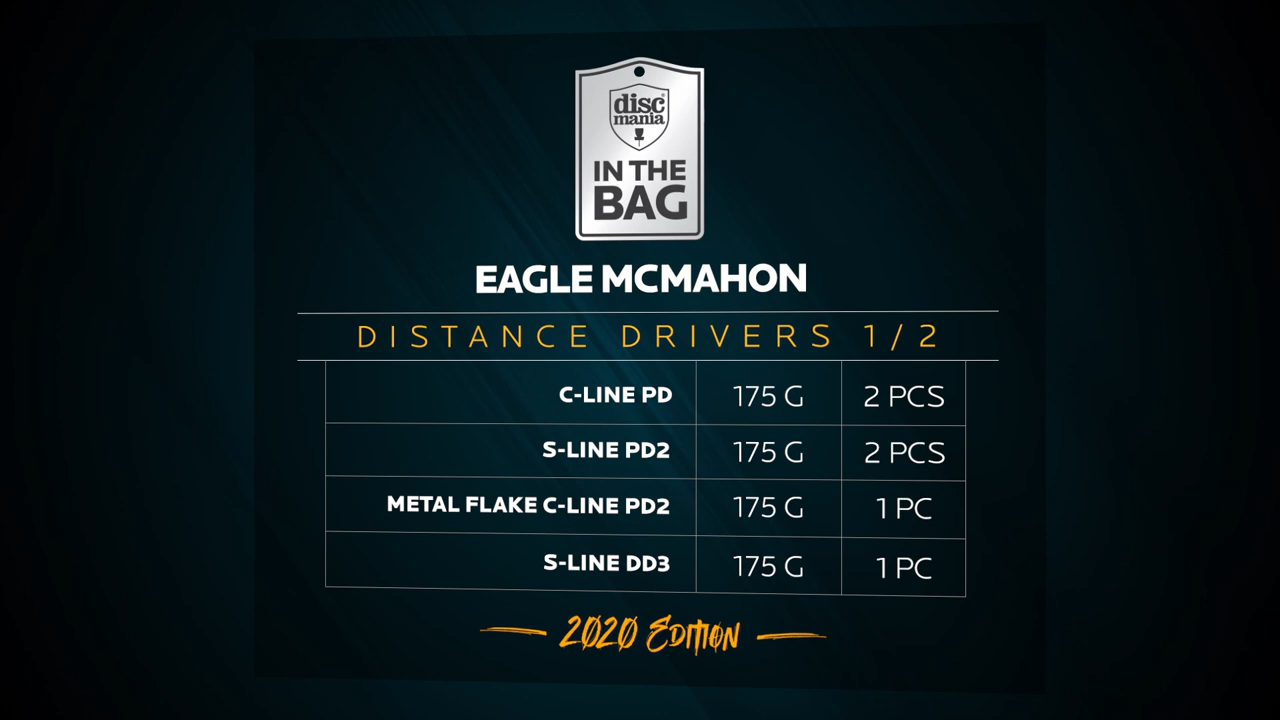 disc
mania
IN THE
BAG
EAGLE MCMAHON
DISTANCE DRIVERS 1/2
C-LINE PD 175 G 2 PCS
S-LINE PD2 175 G 2 PCS
METAL FLAKE C-LINE PD2 175 G 1 PC
S-LINE DD3 175 G 1 PC
2020 EDITION